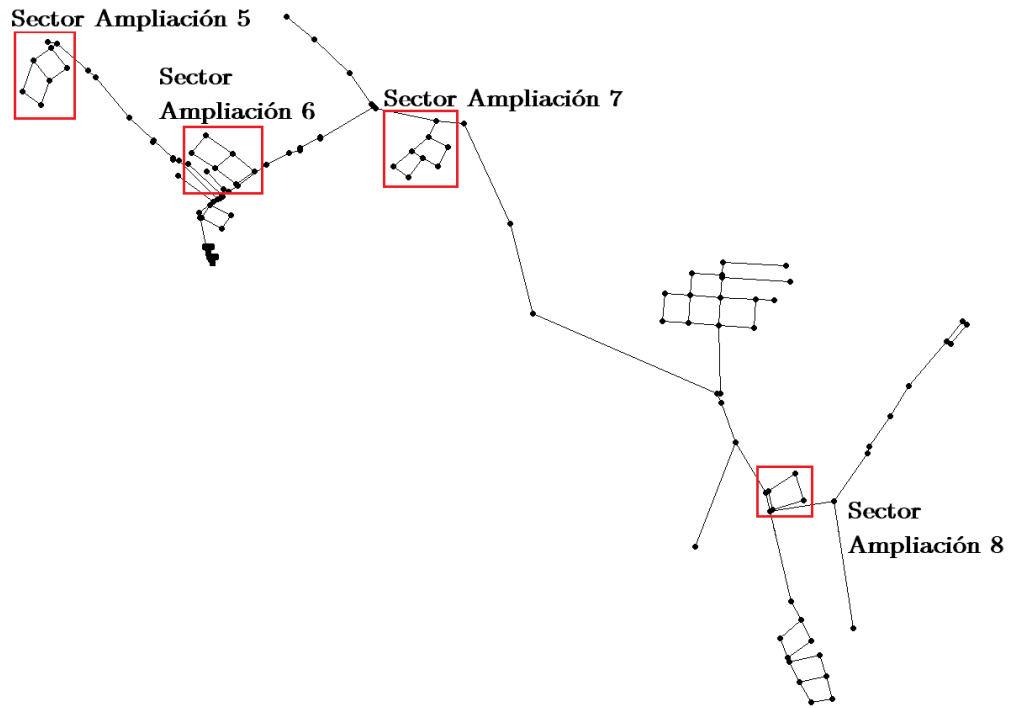 Sector Ampliación 5
Sector
Ampliación 6
Sector Ampliación 7
Sector
Ampliación 8